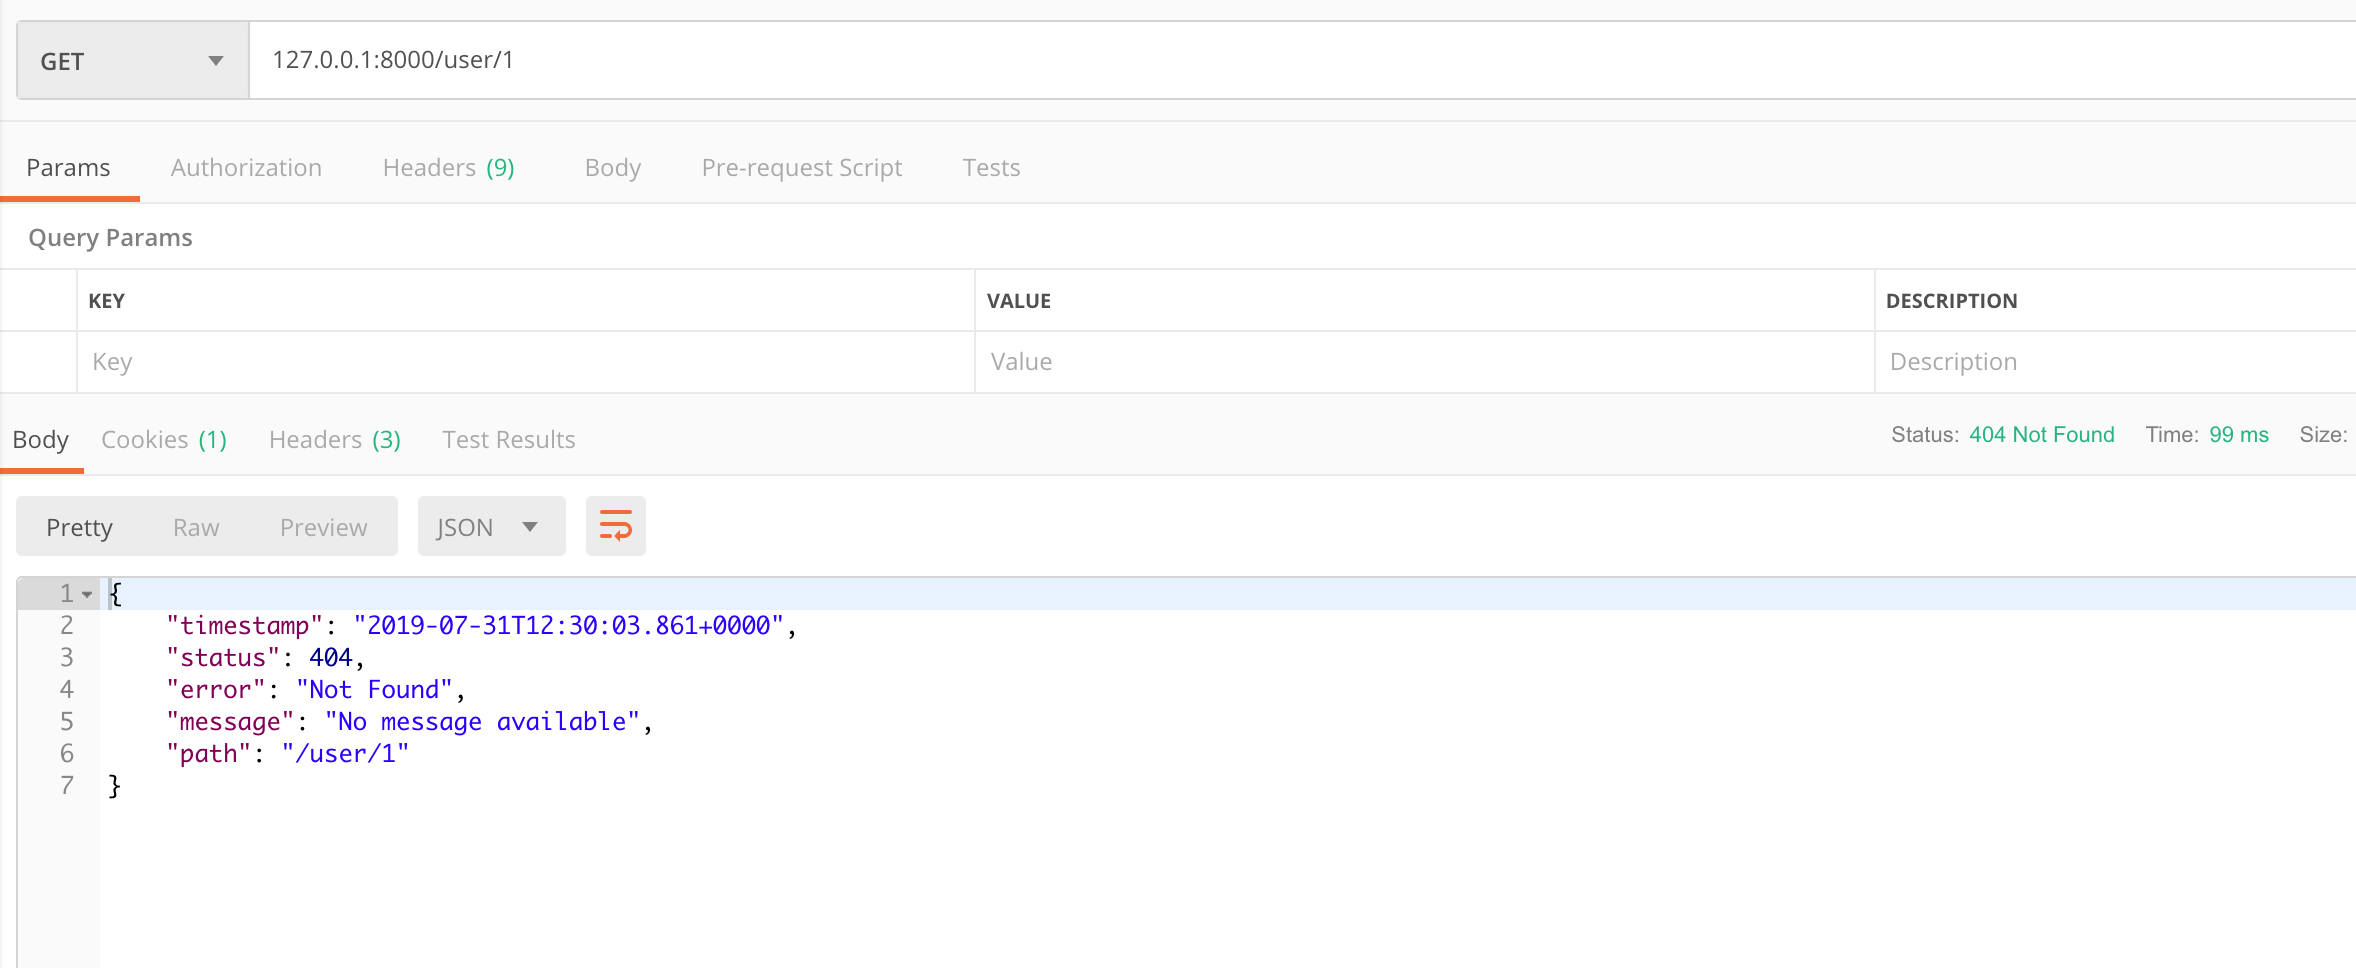 GET 127.0.0.1:8000/user/1
Params Authorization Headers (9) Body Pre-request Script Tests
Query Params
KEY VALUE DESCRIPTION
Key Value Description
Body Cookies (1) Headers (3) Test Results Status: 404 Not Found Time: 99 ms Size:
Pretty Raw Preview JSON
1 {
2 "timestamp": "2019-07-31T12:30:03.861+0000",
3 "status": 404,
4 "error": "Not Found",
5 "message": "No message available",
6 "path": "/user/1"
7 }